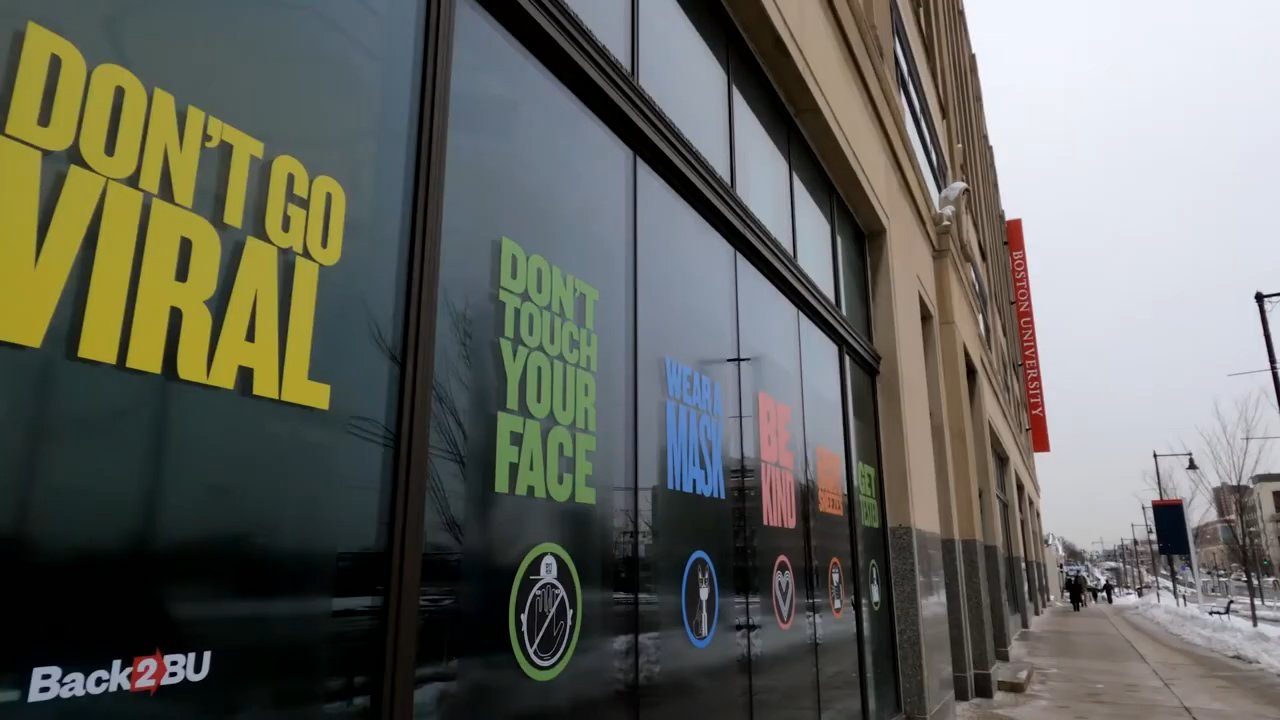 DON'T GO
VIRAL
Back2BU
DON'T
TOUCH
YOUR
FACE
WEAR A
MASK
BE
KIND
GET
TESTED
BOSTON UNIVERSITY